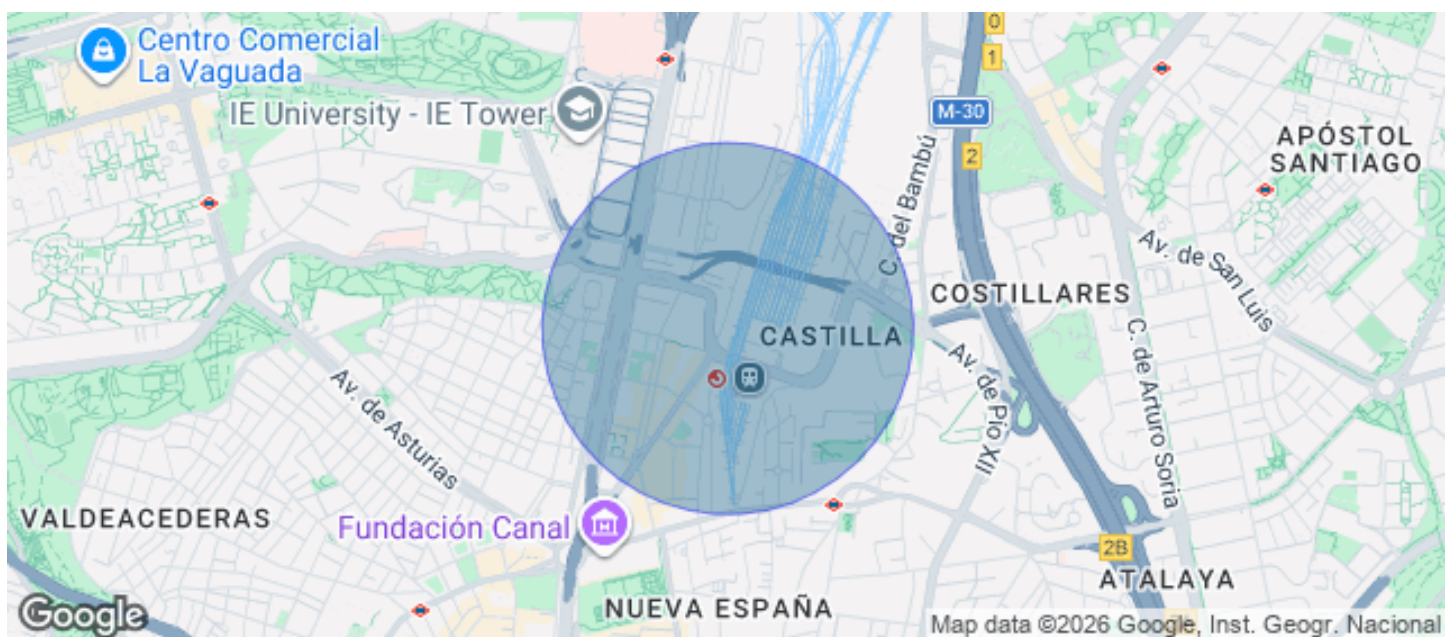 Centro Comercial
La Vaguada
IE University - IE Tower
0
1
M-30
2
APÓSTOL
SANTIAGO
C. del Bambú
Av. de San Luis
COSTILLARES
CASTILLA
Av. de Asturias
Av. de Pío XII
C. de Arturo Soria
VALDEACEDERAS
Fundación Canal
2B
ATALAYA
NUEVA ESPAÑA
Google
Map data ©2026 Google, Inst. Geogr. Nacional